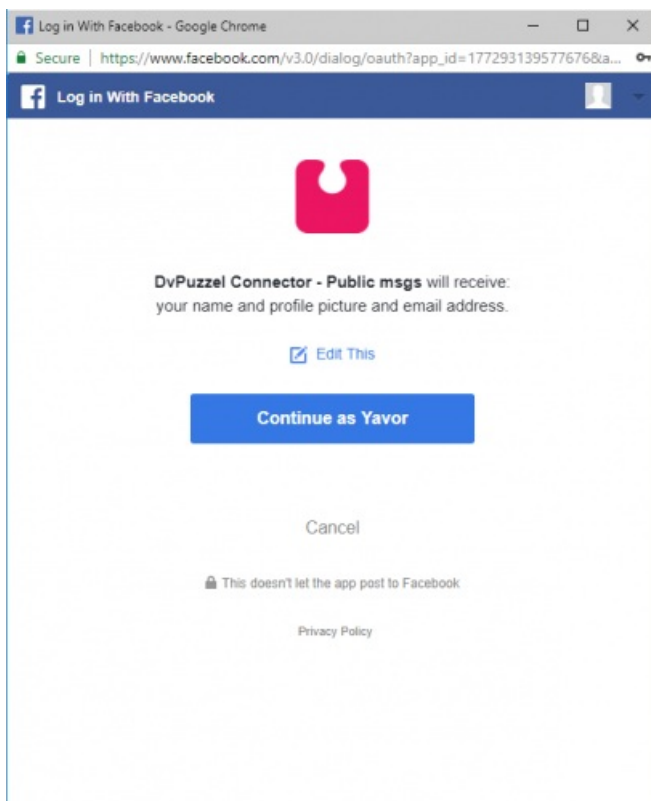 Log in With Facebook - Google Chrome
Secure | https://www.facebook.com/v3.0/dialog/oauth?app_id=177293139577676&a...
Log in With Facebook
DvPuzzel Connector - Public msgs will receive:
your name and profile picture and email address.
Edit This
Continue as Yavor
Cancel
This doesn't let the app post to Facebook
Privacy Policy